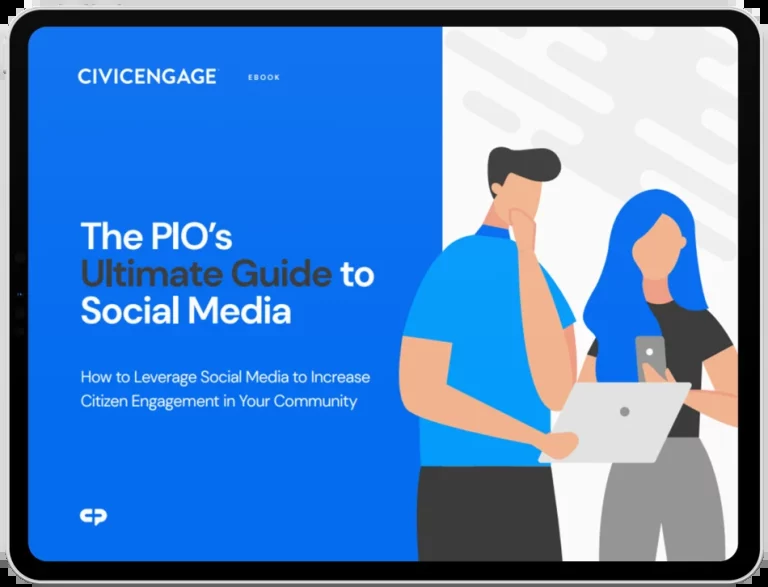 CIVICENGAGE
EBOOK
The PIO's
Ultimate Guide to
Social Media
How to Leverage Social Media to Increase
Citizen Engagement in Your Community
CP